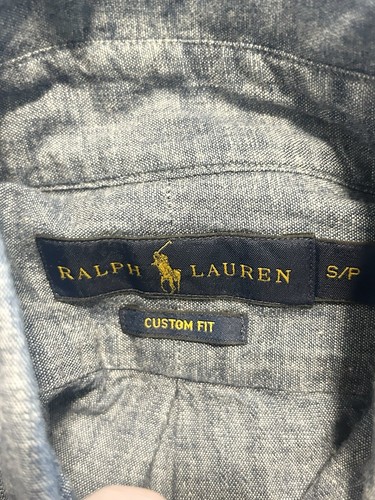 RALPH LAUREN S/P
CUSTOM FIT